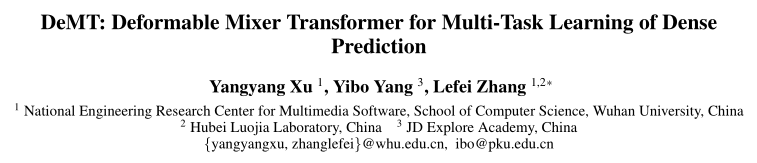 DeMT: Deformable Mixer Transformer for Multi-Task Learning of Dense
Prediction
Yangyang Xu ¹, Yibo Yang ³, Lefei Zhang ¹,²*
¹ National Engineering Research Center for Multimedia Software, School of Computer Science, Wuhan University, China
² Hubei Luojia Laboratory, China ³ JD Explore Academy, China
{yangyangxu, zhanglefei}@whu.edu.cn, ibo@pku.edu.cn